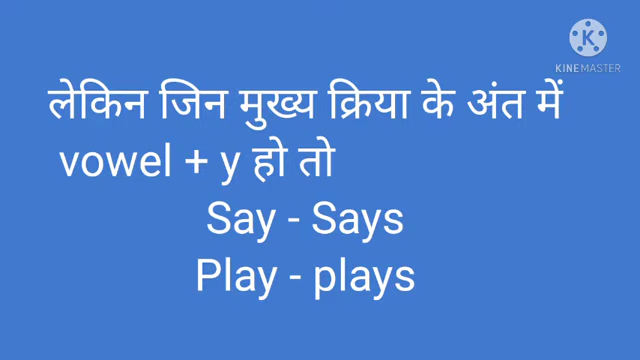 K
KINEMASTER
लेकिन जिन मुख्य क्रिया के अंत में
vowel + y हो तो
Say - Says
Play - plays